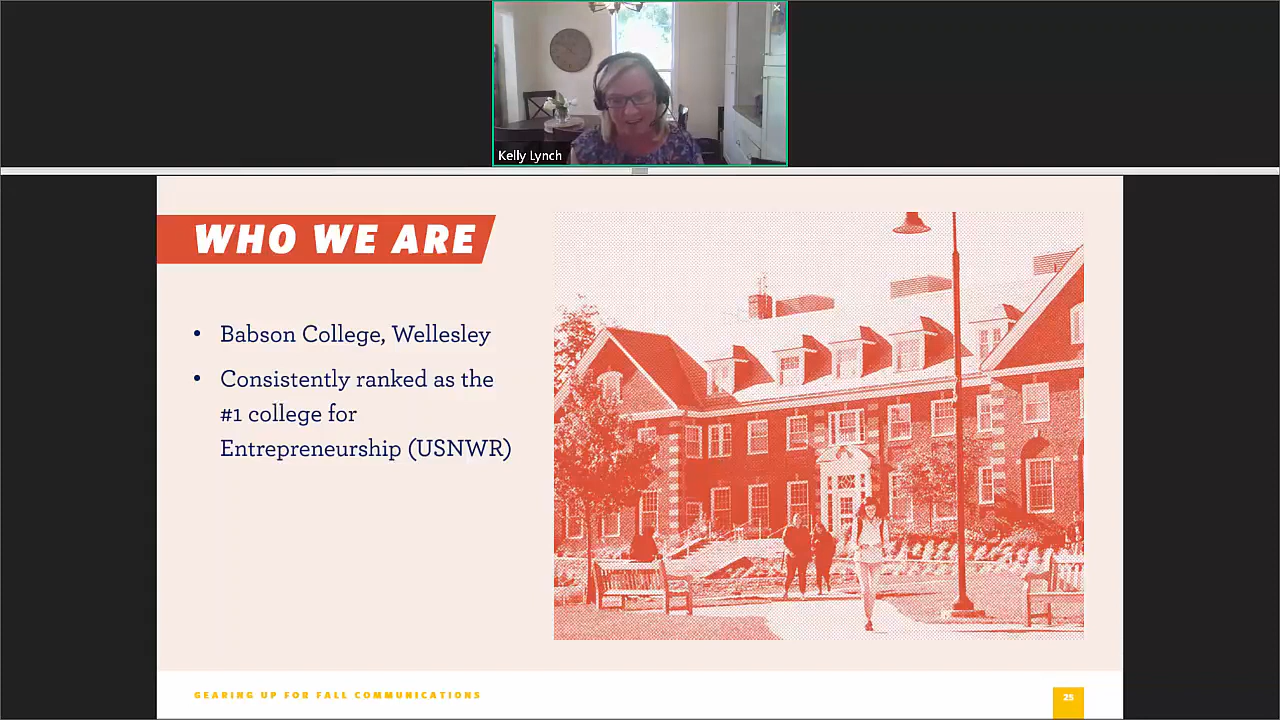 Kelly Lynch
WHO WE ARE
• Babson College, Wellesley
• Consistently ranked as the
#1 college for
Entrepreneurship (USNWR)
GEARING UP FOR FALL COMMUNICATIONS
25